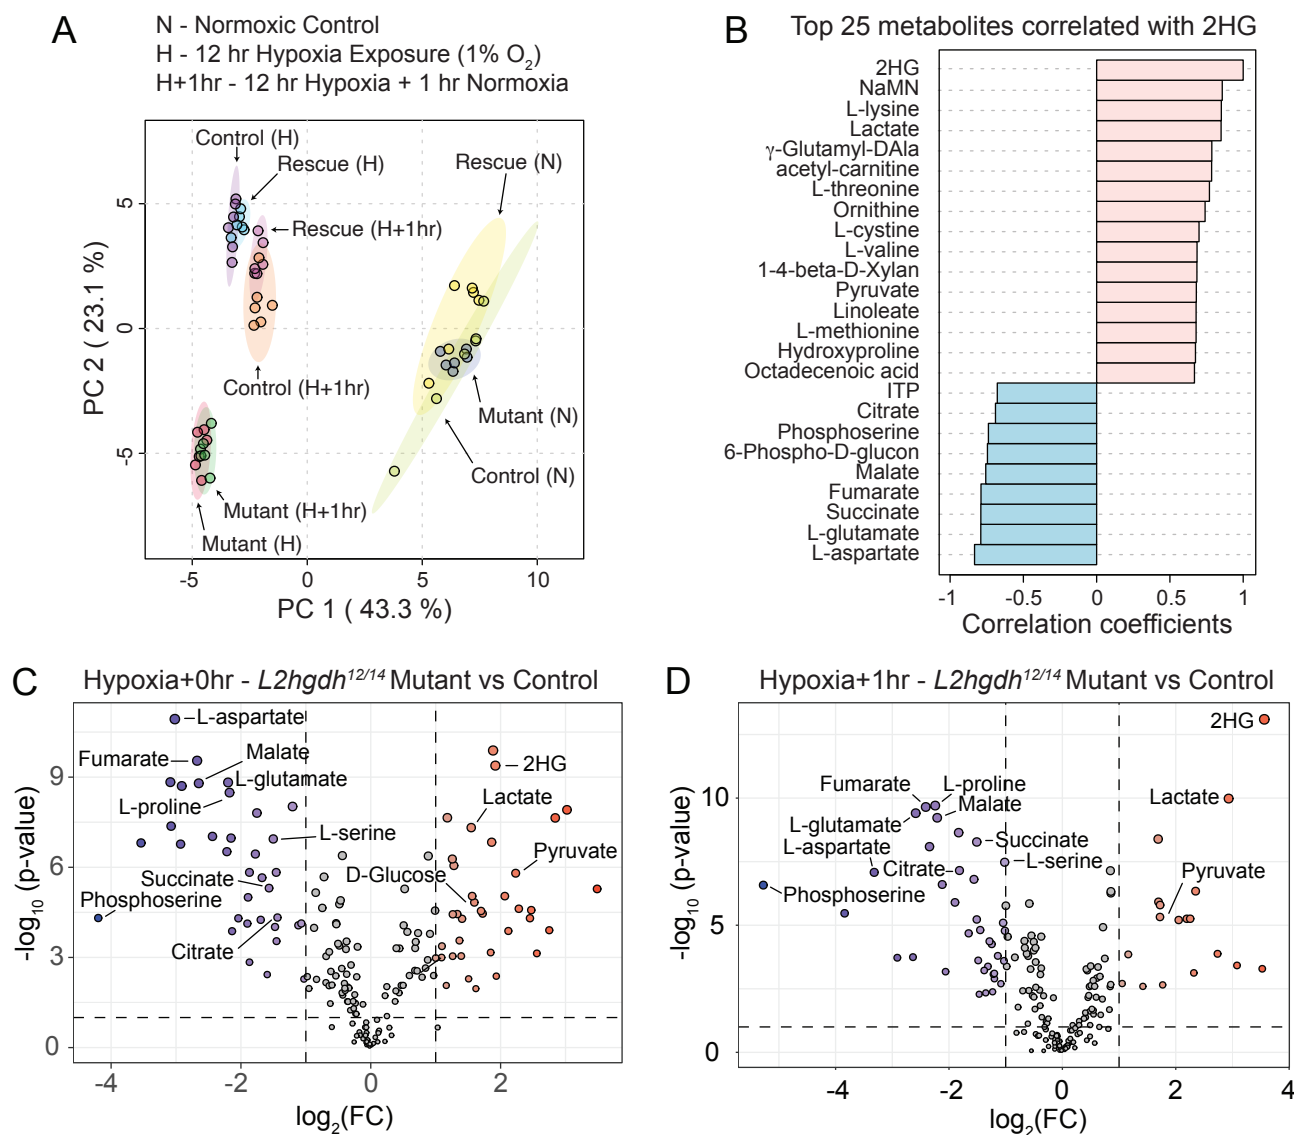 A
N - Normoxic Control
H - 12 hr Hypoxia Exposure (1% O2)
H+1hr - 12 hr Hypoxia + 1 hr Normoxia
Control (H)
Rescue (H)
Rescue (N)
Rescue (H+1hr)
Control (H+1hr)
Mutant (N)
Control (N)
Mutant (H+1hr)
Mutant (H)
5
0
-5
PC 2 ( 23.1 %)
-5
0
5
10
PC 1 ( 43.3 %)
B
Top 25 metabolites correlated with 2HG
2HG
NaMN
L-lysine
Lactate
γ-Glutamyl-DAla
acetyl-carnitine
L-threonine
Ornithine
L-cystine
L-valine
1-4-beta-D-Xylan
Pyruvate
Linoleate
L-methionine
Hydroxyproline
Octadecenoic acid
ITP
Citrate
Phosphoserine
6-Phospho-D-glucon
Malate
Fumarate
Succinate
L-glutamate
L-aspartate
-1
-0.5
0
0.5
1
Correlation coefficients
C
Hypoxia+0hr - L2hgdh12/14 Mutant vs Control
L-aspartate
Fumarate
Malate
L-glutamate
2HG
L-proline
Lactate
L-serine
Pyruvate
D-Glucose
Succinate
Phosphoserine
Citrate
9
6
3
0
-log10 (p-value)
-4
-2
0
2
log2(FC)
D
Hypoxia+1hr - L2hgdh12/14 Mutant vs Control
2HG
Fumarate
L-proline
Lactate
Malate
L-glutamate
Succinate
L-aspartate
L-serine
Citrate
Pyruvate
Phosphoserine
10
5
0
-log10 (p-value)
-4
-2
0
2
4
log2(FC)